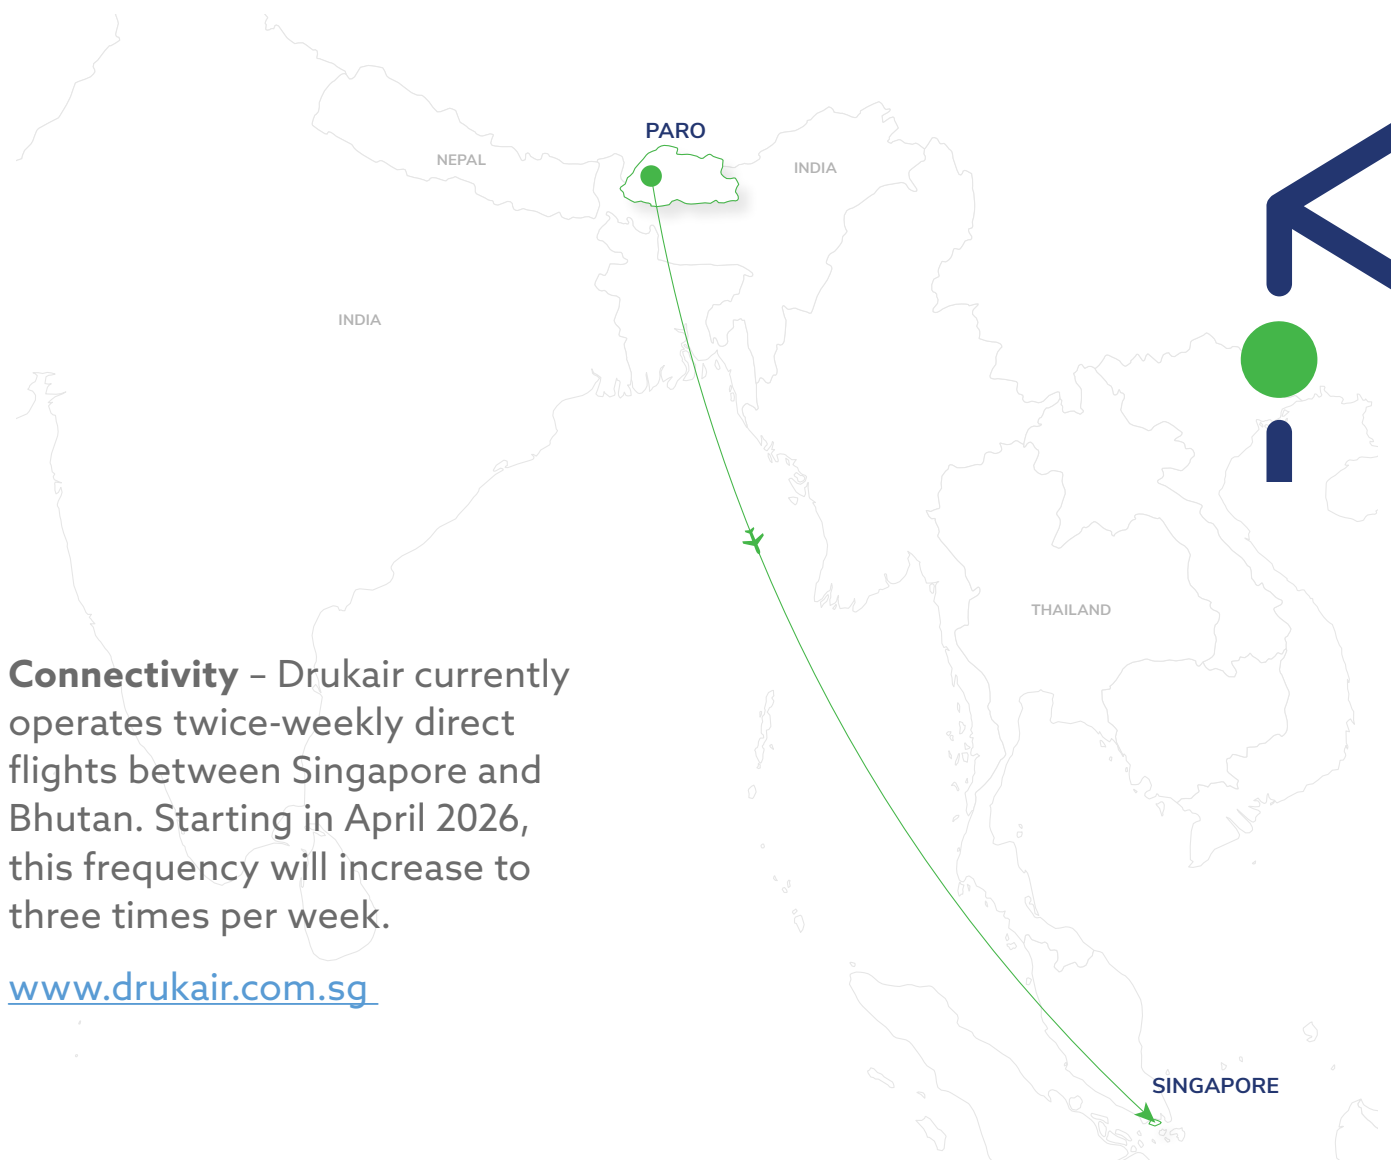 PARO
NEPAL
INDIA
INDIA
THAILAND
Connectivity – Drukair currently
operates twice-weekly direct
flights between Singapore and
Bhutan. Starting in April 2026,
this frequency will increase to
three times per week.
www.drukair.com.sg
SINGAPORE